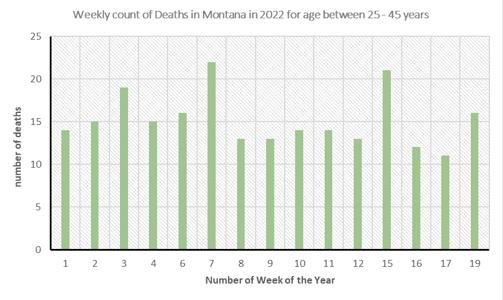 Weekly count of Deaths in Montana in 2022 for age between 25 - 45 years
25
20
15
10
5
0
number of deaths
1 2 3 4 6 7 8 9 10 11 12 15 16 17 19
Number of Week of the Year